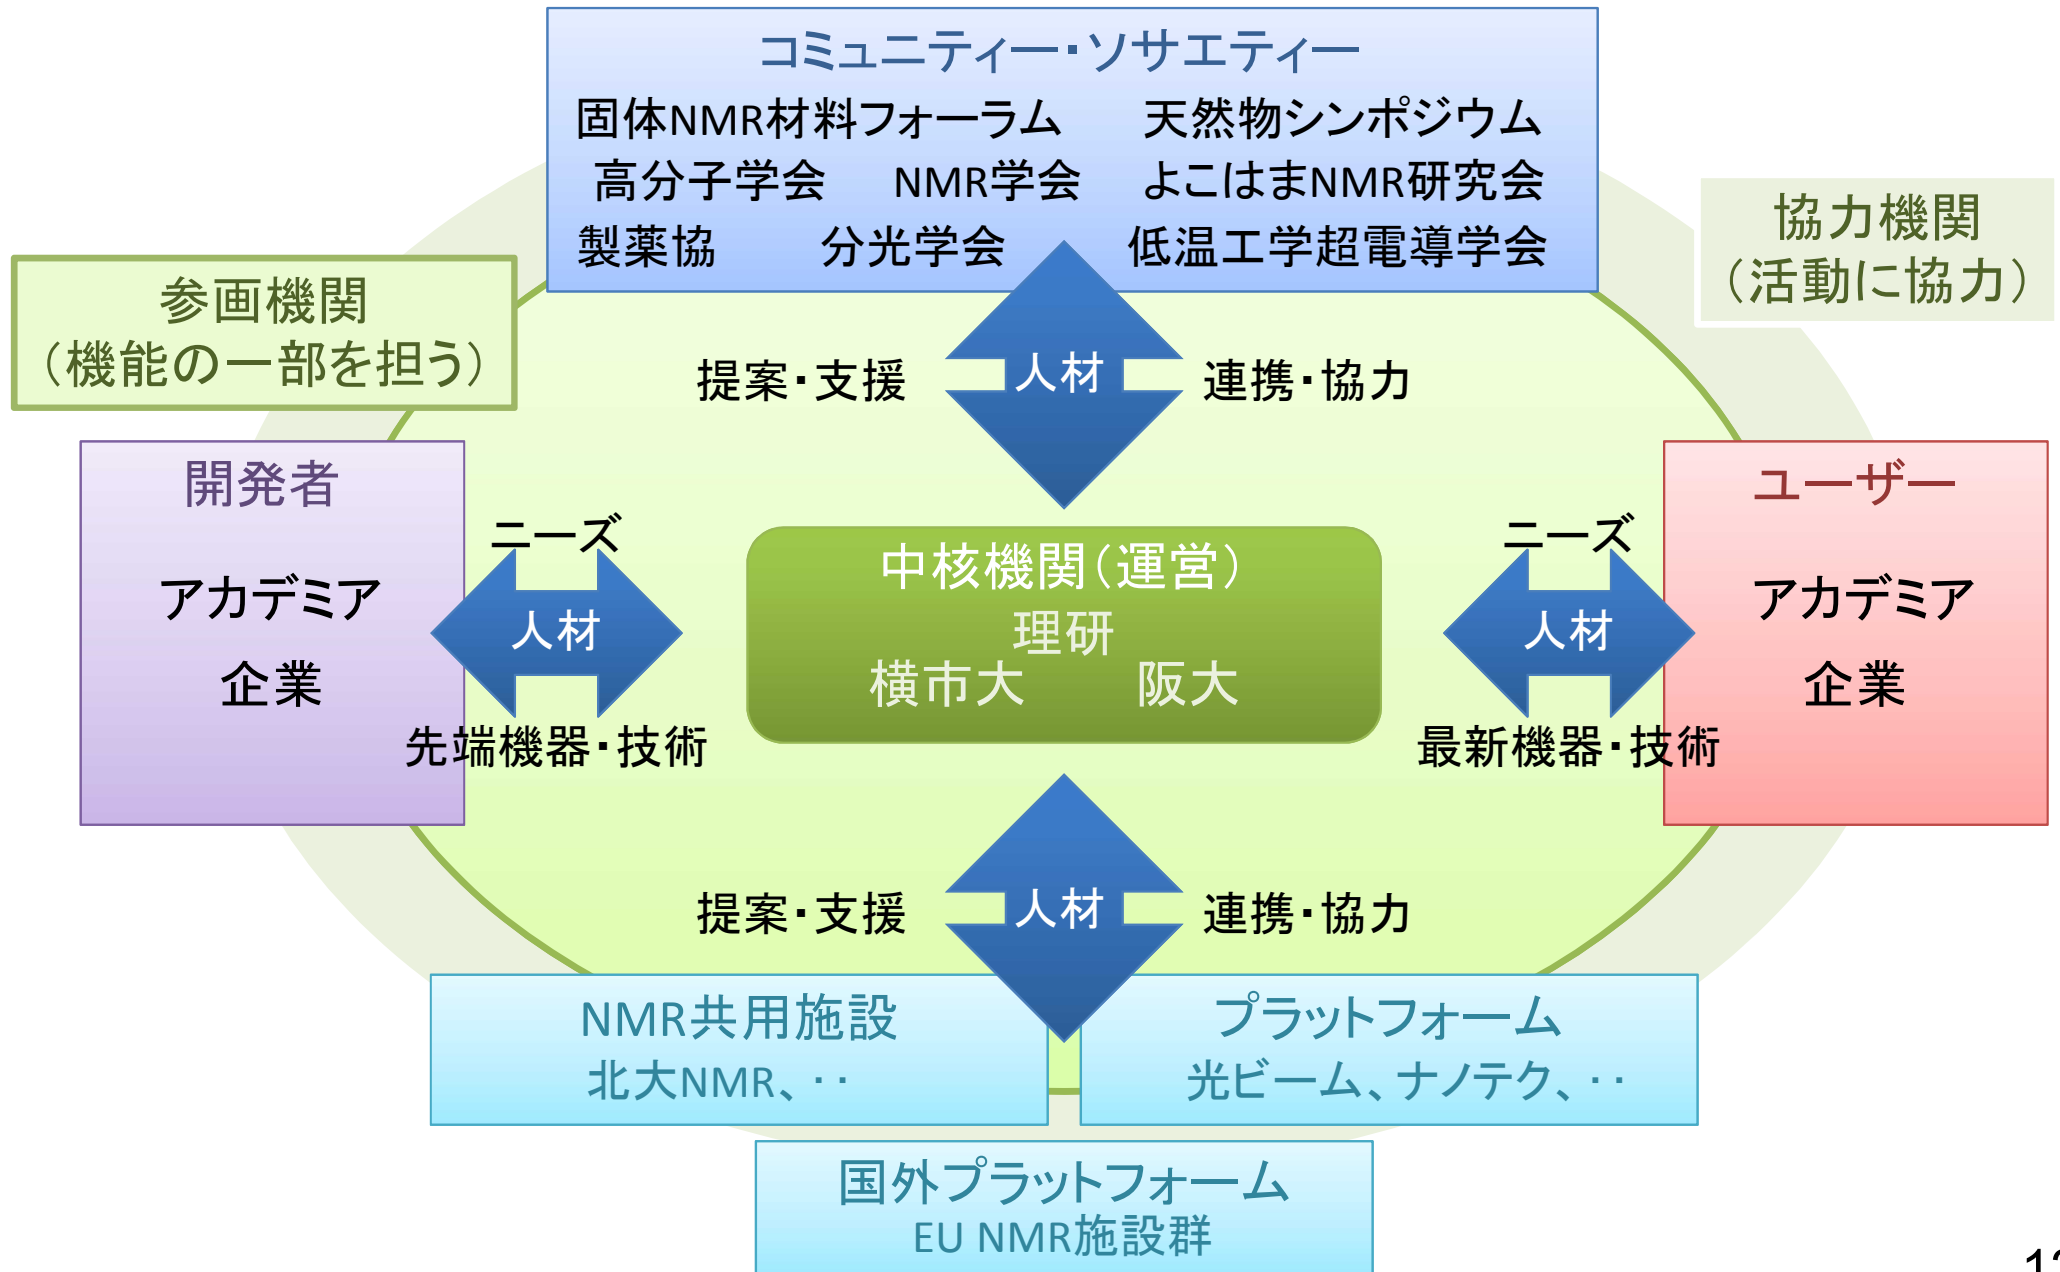 コミュニティー・ソサエティー
固体NMR材料フォーラム 天然物シンポジウム
高分子学会 NMR学会 よこはまNMR研究会
製薬協 分光学会 低温工学超電導学会
協力機関
（活動に協力）
参画機関
（機能の一部を担う）
提案・支援 人材 連携・協力
開発者
アカデミア
企業
ニーズ
人材
先端機器・技術
中核機関（運営）
理研
横市大 阪大
ニーズ
人材
最新機器・技術
ユーザー
アカデミア
企業
提案・支援 人材 連携・協力
NMR共用施設
北大NMR、・・
プラットフォーム
光ビーム、ナノテク、・・
国外プラットフォーム
EU NMR施設群